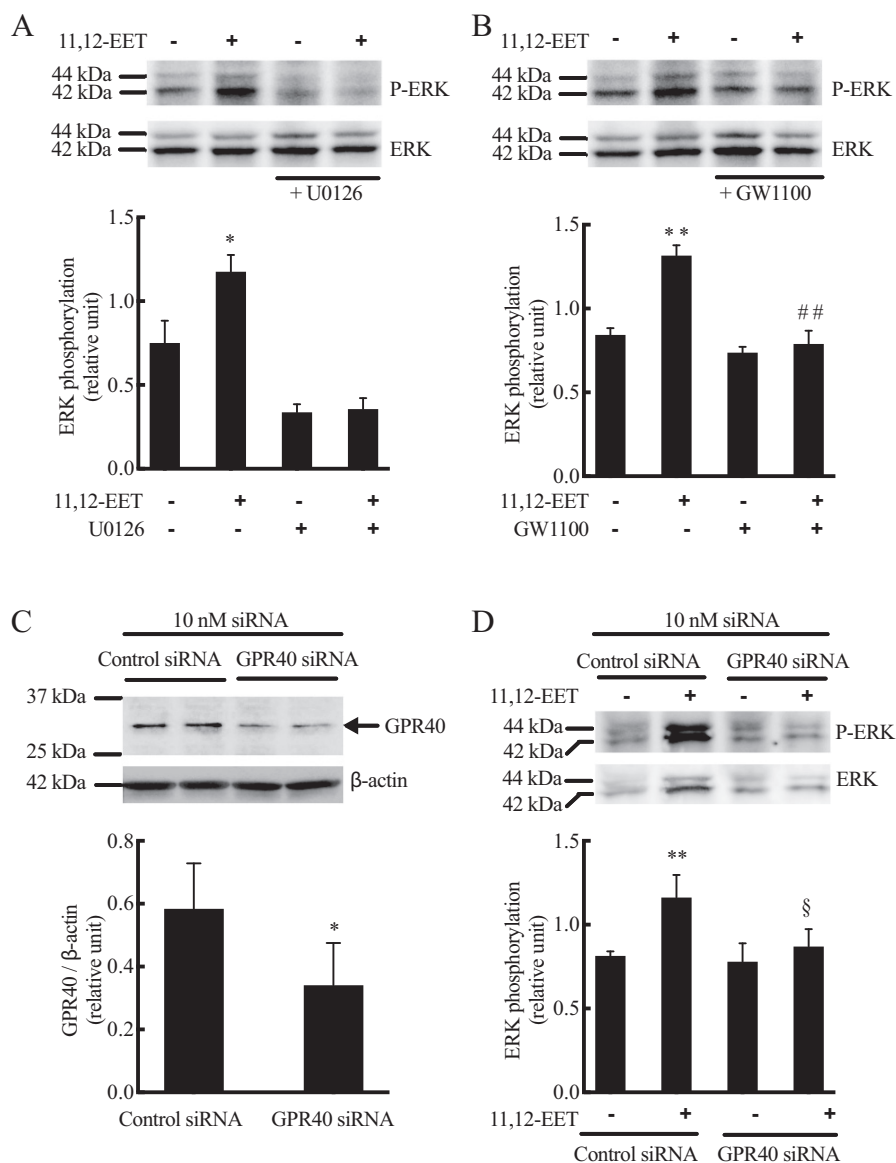 A
11,12-EET - + - +
44 kDa
42 kDa
P-ERK
44 kDa
42 kDa
ERK
+ U0126
ERK phosphorylation
(relative unit)
1.5
1.0
0.5
0.0
*
11,12-EET - + - +
U0126 - - + +
B
11,12-EET - + - +
44 kDa
42 kDa
P-ERK
44 kDa
42 kDa
ERK
+ GW1100
ERK phosphorylation
(relative unit)
1.5
1.0
0.5
0.0
* *
# #
11,12-EET - + - +
GW1100 - - + +
C
10 nM siRNA
Control siRNA GPR40 siRNA
37 kDa
GPR40
25 kDa
42 kDa
β-actin
GPR40 / β-actin
(relative unit)
0.8
0.6
0.4
0.2
0.0
*
Control siRNA GPR40 siRNA
D
10 nM siRNA
Control siRNA GPR40 siRNA
11,12-EET - + - +
44 kDa
42 kDa
P-ERK
44 kDa
42 kDa
ERK
ERK phosphorylation
(relative unit)
1.5
1.0
0.5
0.0
**
§
11,12-EET - + - +
Control siRNA GPR40 siRNA